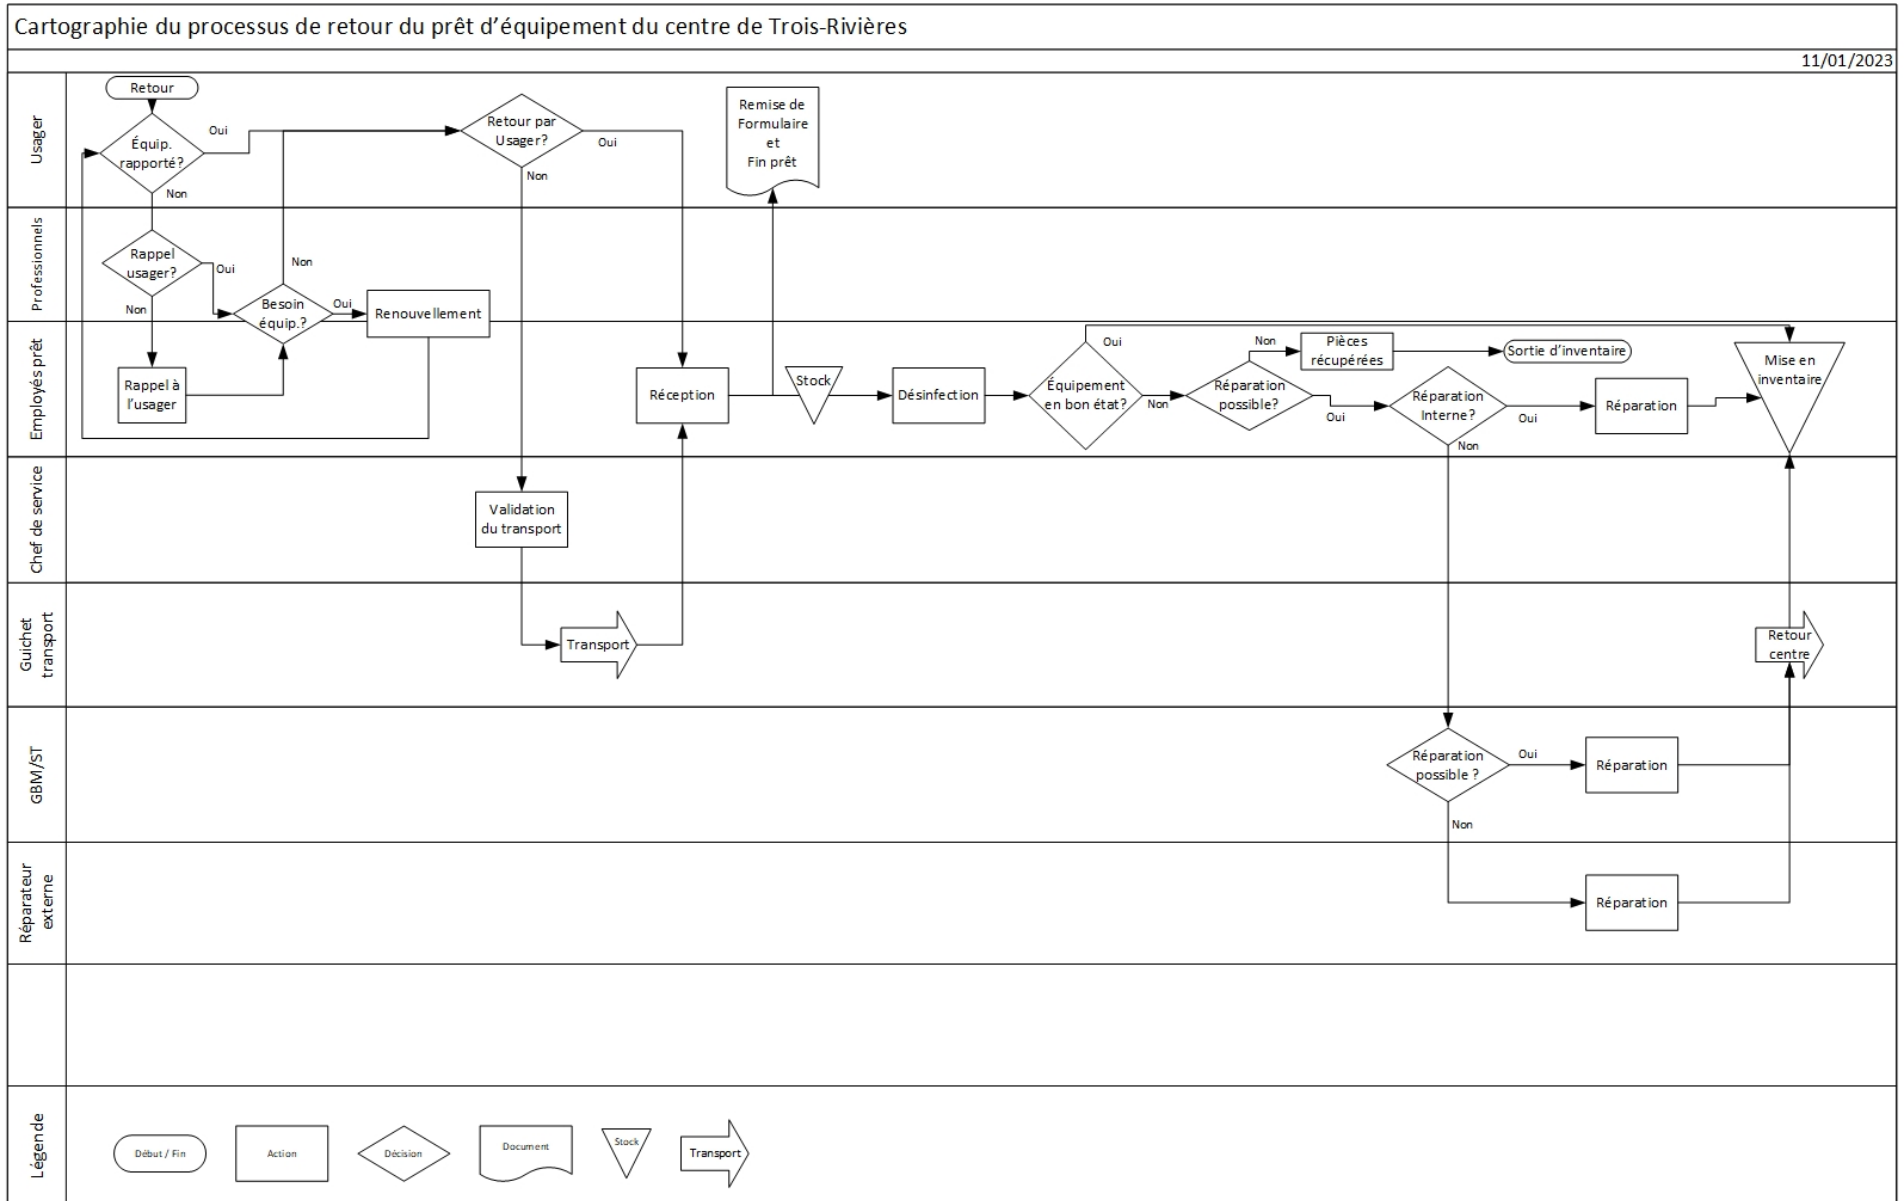 Cartographie du processus de retour du prêt d’équipement du centre de Trois-Rivières
11/01/2023
Usager
Retour
Équip.
rapporté?
Oui
Non
Retour par
Usager?
Oui
Non
Remise de
Formulaire
et
Fin prêt
Professionnels
Rappel
usager?
Oui
Non
Besoin
équip.?
Non
Oui
Renouvellement
Employés prêt
Rappel à
l’usager
Réception
Stock
Désinfection
Équipement
en bon état?
Oui
Non
Réparation
possible?
Non
Oui
Pièces
récupérées
Sortie d’inventaire
Réparation
Interne?
Oui
Non
Réparation
Mise en
inventaire
Chef de service
Validation
du transport
Guichet
transport
Transport
Retour
centre
GBM/ST
Réparation
possible ?
Oui
Non
Réparation
Réparateur
externe
Réparation
Légende
Début / Fin
Action
Décision
Document
Stock
Transport